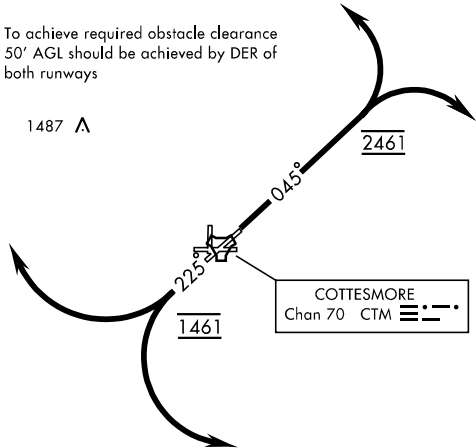 To achieve required obstacle clearance
50' AGL should be achieved by DER of
both runways
1487
2461
045°
225°
1461
COTTESMORE
Chan 70 CTM